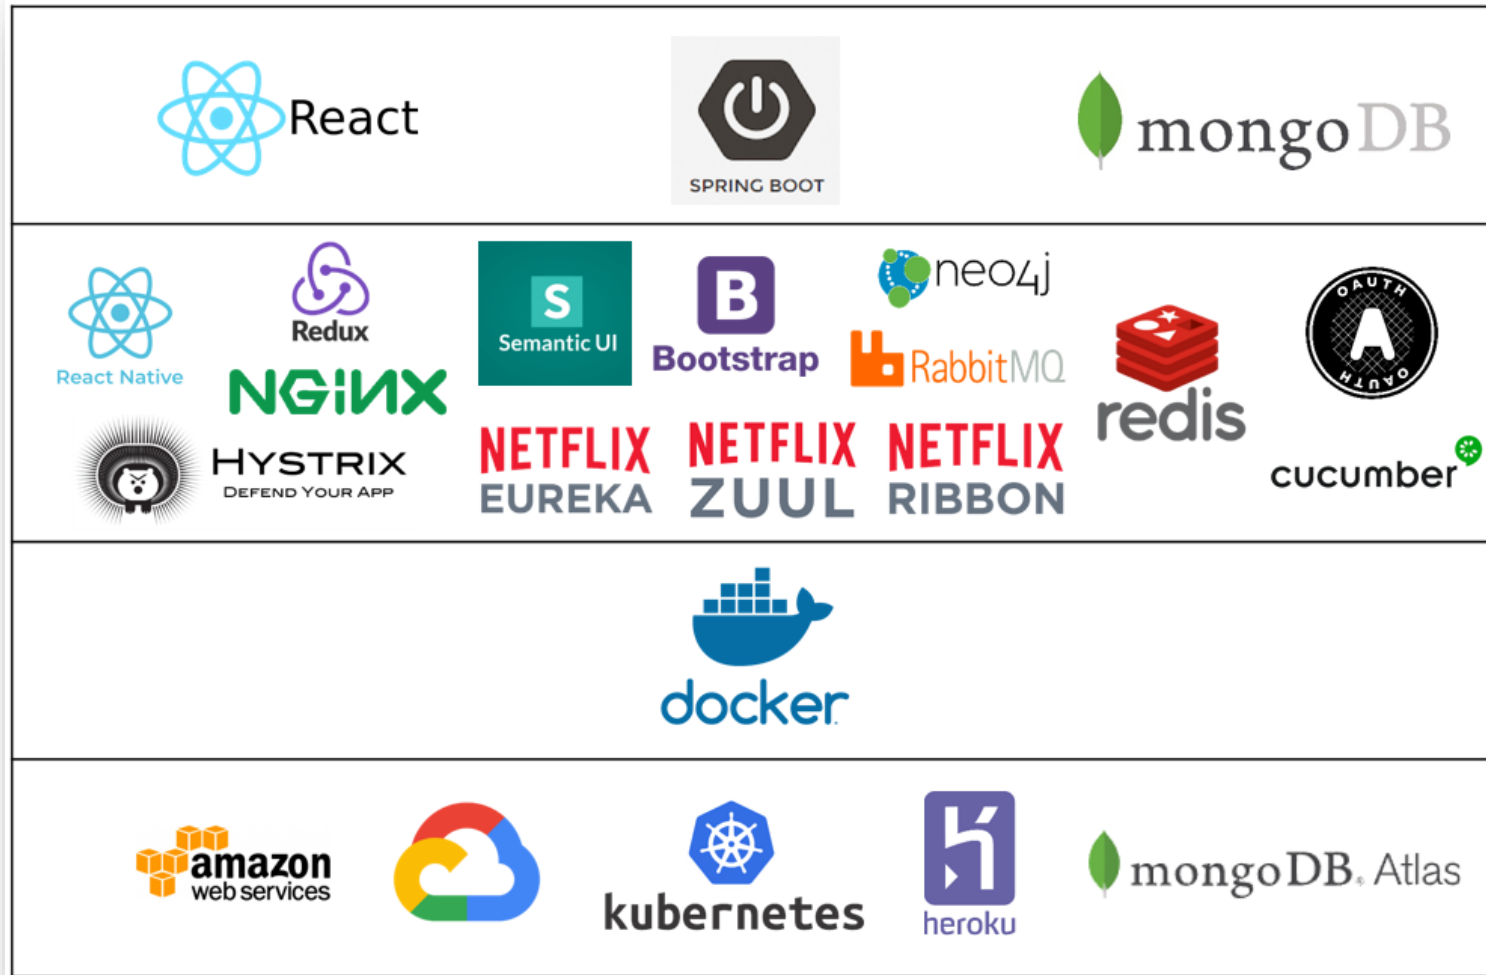 React
SPRING BOOT
mongoDB
React Native
Redux
S
Semantic UI
B
Bootstrap
neo4j
RabbitMQ
redis
OAUTH
A
OAUTH
NGiNX
HYSTRIX
DEFEND YOUR APP
NETFLIX
EUREKA
NETFLIX
ZUUL
NETFLIX
RIBBON
cucumber
docker
amazon
web services
kubernetes
heroku
mongoDB. Atlas